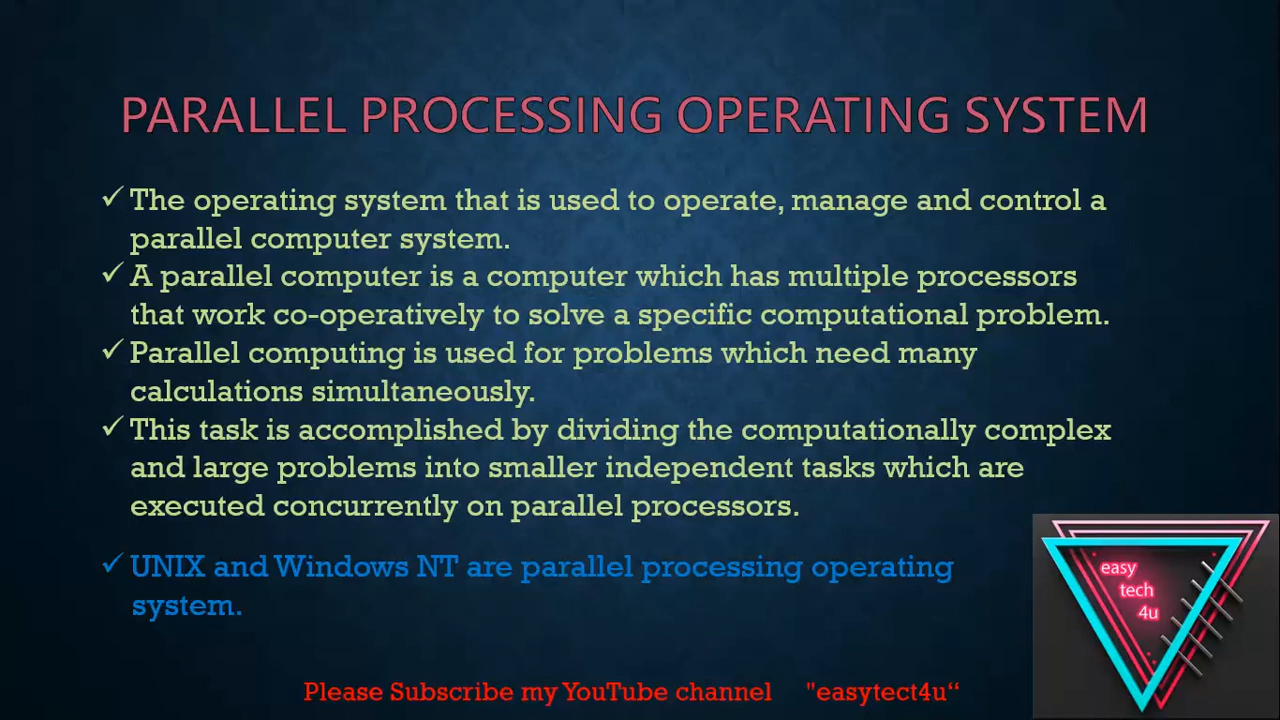 PARALLEL PROCESSING OPERATING SYSTEM
✓ The operating system that is used to operate, manage and control a
parallel computer system.
✓ A parallel computer is a computer which has multiple processors
that work co-operatively to solve a specific computational problem.
✓ Parallel computing is used for problems which need many
calculations simultaneously.
✓ This task is accomplished by dividing the computationally complex
and large problems into smaller independent tasks which are
executed concurrently on parallel processors.
✓ UNIX and Windows NT are parallel processing operating
system.
easy
tech
4u
Please Subscribe my YouTube channel "easytect4u“